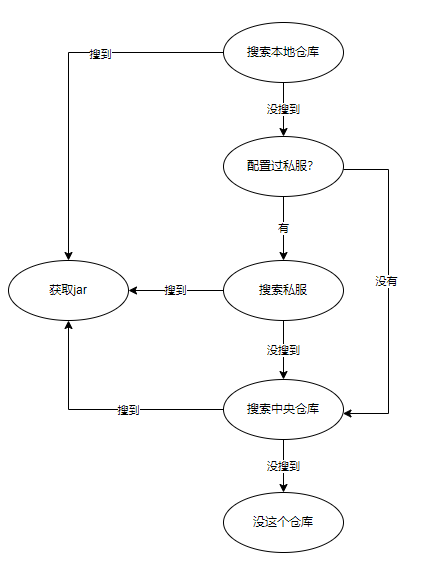 搜索本地仓库
搜到
没搜到
配置过私服?
有
没有
获取jar
搜到
搜索私服
没搜到
搜到
搜索中央仓库
没搜到
没这个仓库